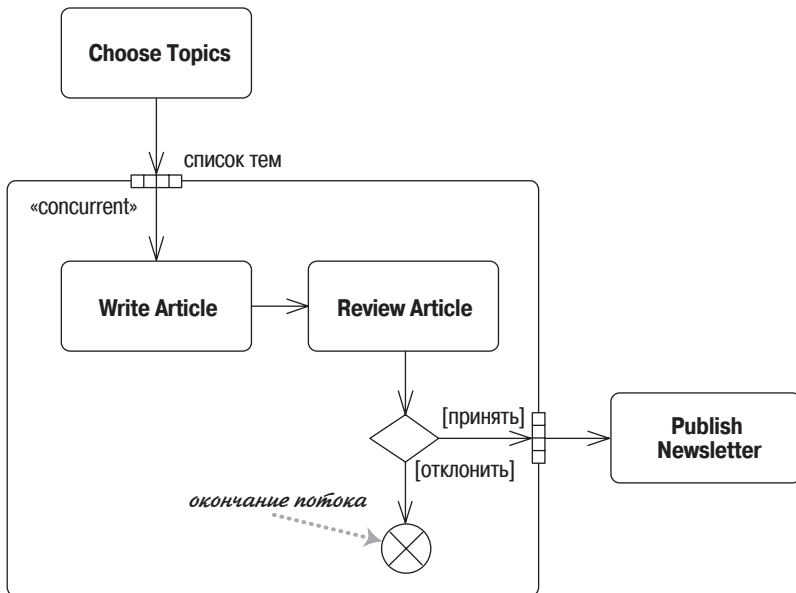 Choose Topics
список тем
«concurrent»
Write Article
Review Article
[принять]
Publish
Newsletter
[отклонить]
окончание потока